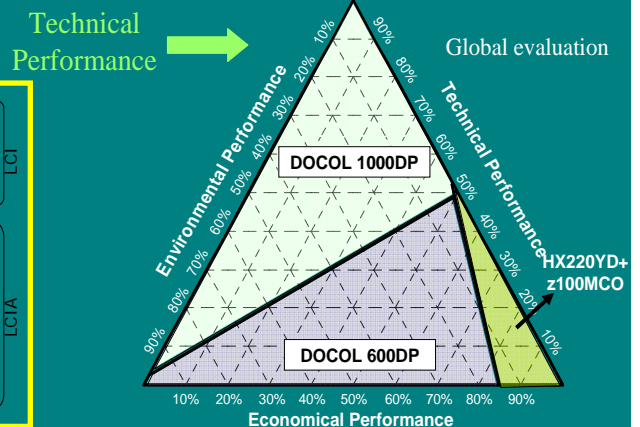 Technical
Performance
Global evaluation
LCI
LCIA
Environmental Performance
10%
20%
30%
40%
50%
60%
70%
80%
90%
Technical Performance
90%
80%
70%
60%
50%
40%
30%
20%
10%
DOCOL 1000DP
HX220YD+
z100MCO
DOCOL 600DP
10% 20% 30% 40% 50% 60% 70% 80% 90%
Economical Performance